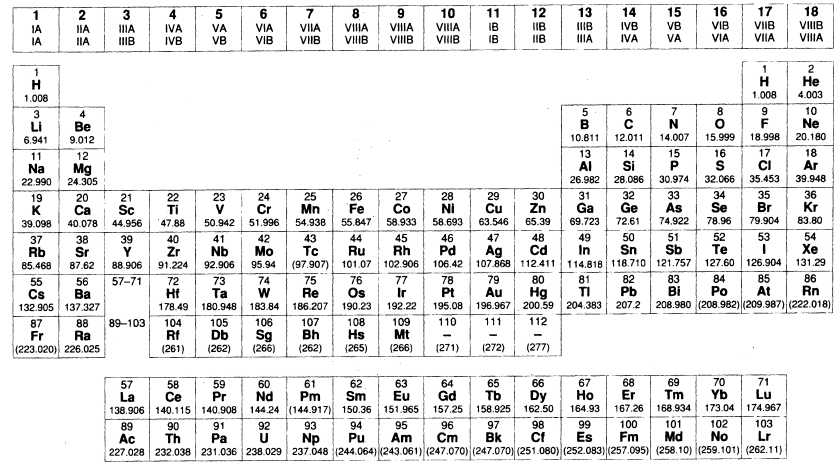 1 2 3 4 5 6 7 8 9 10 11 12 13 14 15 16 17 18
IA IIA IIIA IVA VA VIA VIIA VIIIA VIIIA VIIIA IB IIB IIIB IVB VB VIB VIIB VIIIB
IA IIA IIIB IVB VB VIB VIIB VIIIB VIIIB VIIIB IB IIB IIIA IVA VA VIA VIIA VIIIA
1 1 2
H H He
1.008 1.008 4.003
3 4 5 6 7 8 9 10
Li Be B C N O F Ne
6.941 9.012 10.811 12.011 14.007 15.999 18.998 20.180
11 12 13 14 15 16 17 18
Na Mg Al Si P S Cl Ar
22.990 24.305 26.982 28.086 30.974 32.066 35.453 39.948
19 20 21 22 23 24 25 26 27 28 29 30 31 32 33 34 35 36
K Ca Sc Ti V Cr Mn Fe Co Ni Cu Zn Ga Ge As Se Br Kr
39.098 40.078 44.956 47.88 50.942 51.996 54.938 55.847 58.933 58.693 63.546 65.39 69.723 72.61 74.922 78.96 79.904 83.80
37 38 39 40 41 42 43 44 45 46 47 48 49 50 51 52 53 54
Rb Sr Y Zr Nb Mo Tc Ru Rh Pd Ag Cd In Sn Sb Te I Xe
85.468 87.62 88.906 91.224 92.906 95.94 (97.907) 101.07 102.906 106.42 107.868 112.411 114.818 118.710 121.757 127.60 126.904 131.29
55 56 57–71 72 73 74 75 76 77 78 79 80 81 82 83 84 85 86
Cs Ba Hf Ta W Re Os Ir Pt Au Hg Tl Pb Bi Po At Rn
132.905 137.327 178.49 180.948 183.84 186.207 190.23 192.22 195.08 196.967 200.59 204.383 207.2 208.980 (208.982) (209.987) (222.018)
87 88 89–103 104 105 106 107 108 109 110 111 112
Fr Ra Rf Db Sg Bh Hs Mt – – –
(223.020) 226.025 (261) (262) (266) (262) (265) (266) (271) (272) (277)
57 58 59 60 61 62 63 64 65 66 67 68 69 70 71
La Ce Pr Nd Pm Sm Eu Gd Tb Dy Ho Er Tm Yb Lu
138.906 140.115 140.908 144.24 (144.917) 150.36 151.965 157.25 158.925 162.50 164.93 167.26 168.934 173.04 174.967
89 90 91 92 93 94 95 96 97 98 99 100 101 102 103
Ac Th Pa U Np Pu Am Cm Bk Cf Es Fm Md No Lr
227.028 232.038 231.036 238.029 237.048 (244.064) (243.061) (247.070) (247.070) (251.080) (252.083) (257.095) (258.10) (259.101) (262.11)